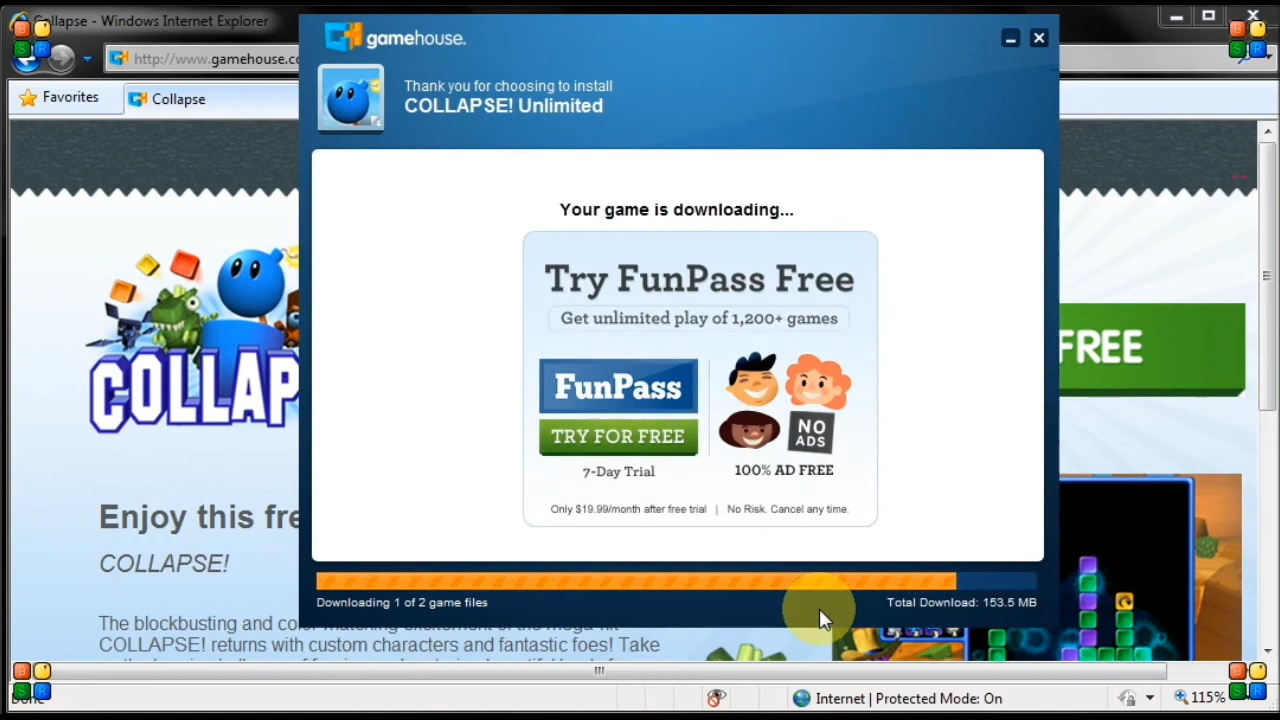 Collapse - Windows Internet Explorer
gamehouse.
http://www.gamehouse.co
Favorites
Collapse
Thank you for choosing to install
COLLAPSE! Unlimited
Your game is downloading...
Try FunPass Free
Get unlimited play of 1,200+ games
FunPass
TRY FOR FREE
7-Day Trial
NO
ADS
100% AD FREE
Only $19.99/month after free trial | No Risk. Cancel any time.
COLLAP
FREE
Downloading 1 of 2 game files
Total Download: 153.5 MB
Enjoy this fre
COLLAPSE!
The blockbusting and color
COLLAPSE! returns with custom characters and fantastic foes! Take
Internet | Protected Mode: On
115%
B
S R
B
S R
B
S R
B
S R